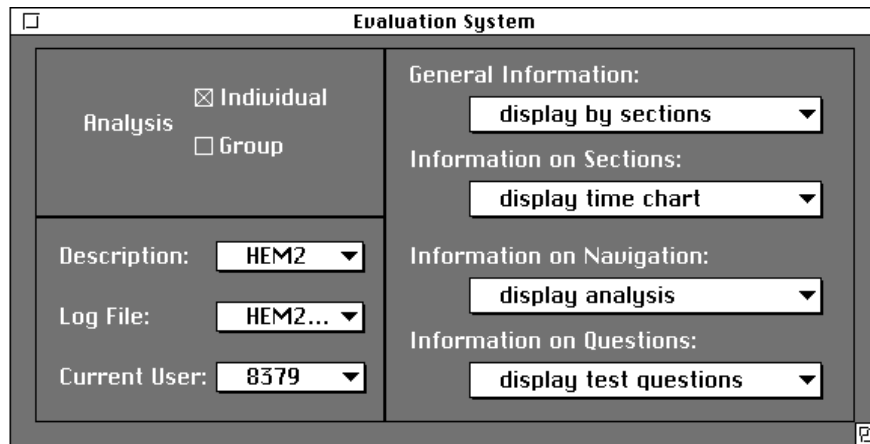 Evaluation System
Analysis
Individual
Group
Description: HEM2
Log File: HEM2...
Current User: 8379
General Information:
display by sections
Information on Sections:
display time chart
Information on Navigation:
display analysis
Information on Questions:
display test questions